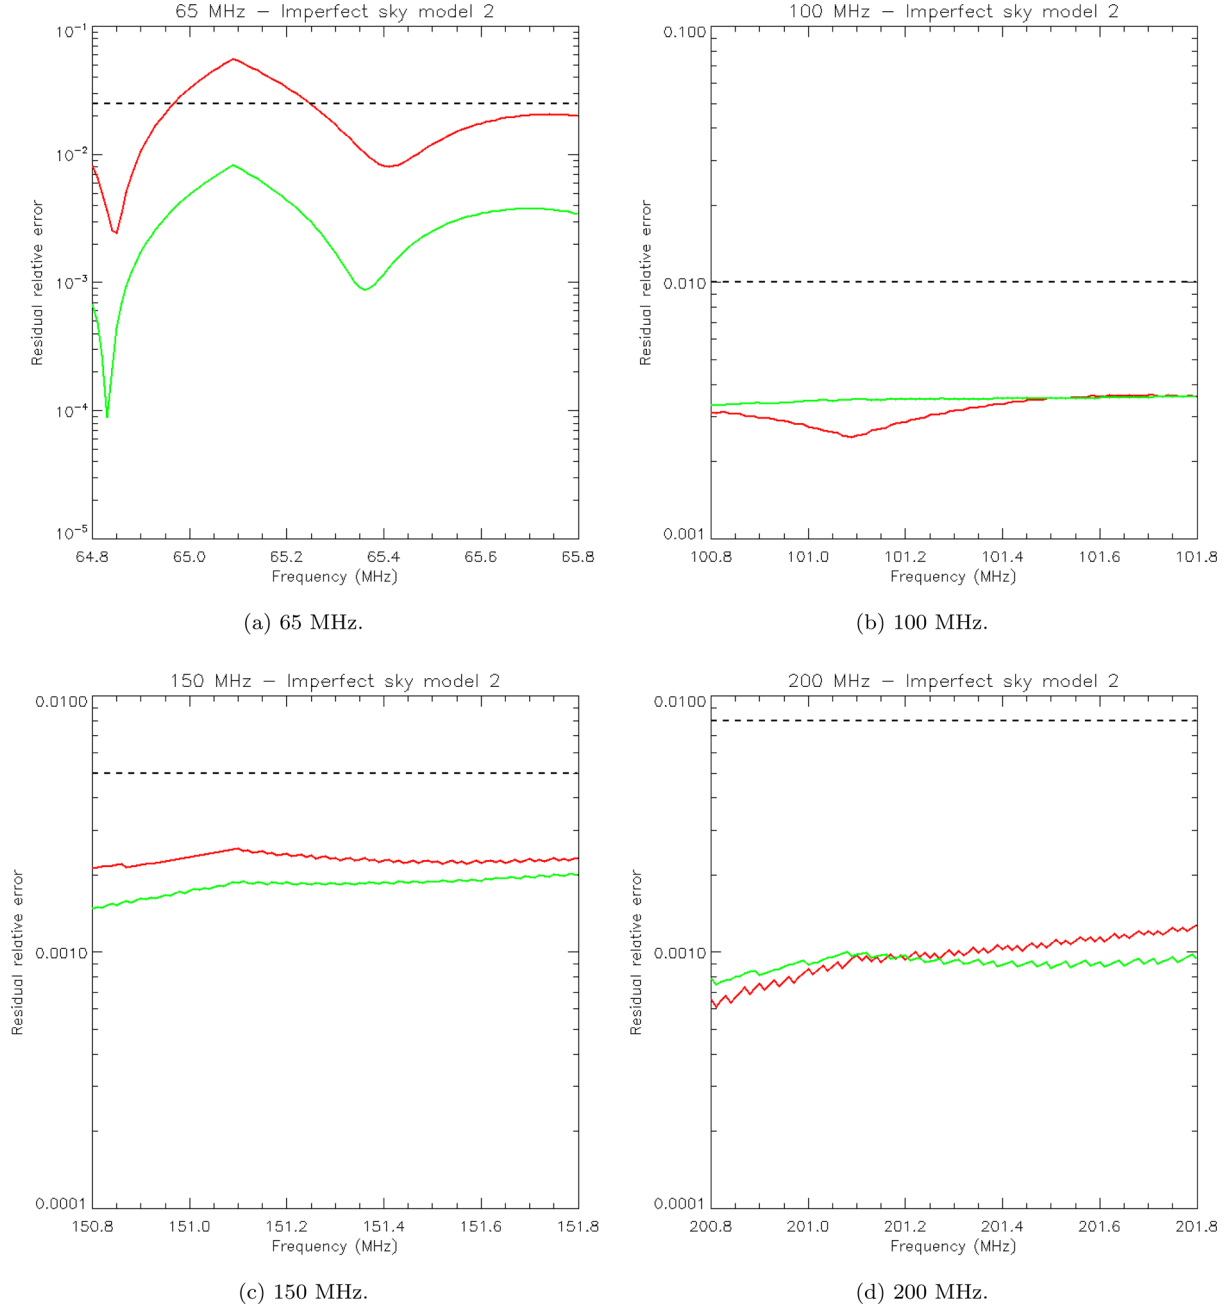 65 MHz – Imperfect sky model 2
10⁻¹
10⁻²
10⁻³
10⁻⁴
10⁻⁵
Residual relative error
64.8 65.0 65.2 65.4 65.6 65.8
Frequency (MHz)
(a) 65 MHz.
100 MHz – Imperfect sky model 2
0.100
0.010
0.001
Residual relative error
100.8 101.0 101.2 101.4 101.6 101.8
Frequency (MHz)
(b) 100 MHz.
150 MHz – Imperfect sky model 2
0.0100
0.0010
0.0001
Residual relative error
150.8 151.0 151.2 151.4 151.6 151.8
Frequency (MHz)
(c) 150 MHz.
200 MHz – Imperfect sky model 2
0.0100
0.0010
0.0001
Residual relative error
200.8 201.0 201.2 201.4 201.6 201.8
Frequency (MHz)
(d) 200 MHz.